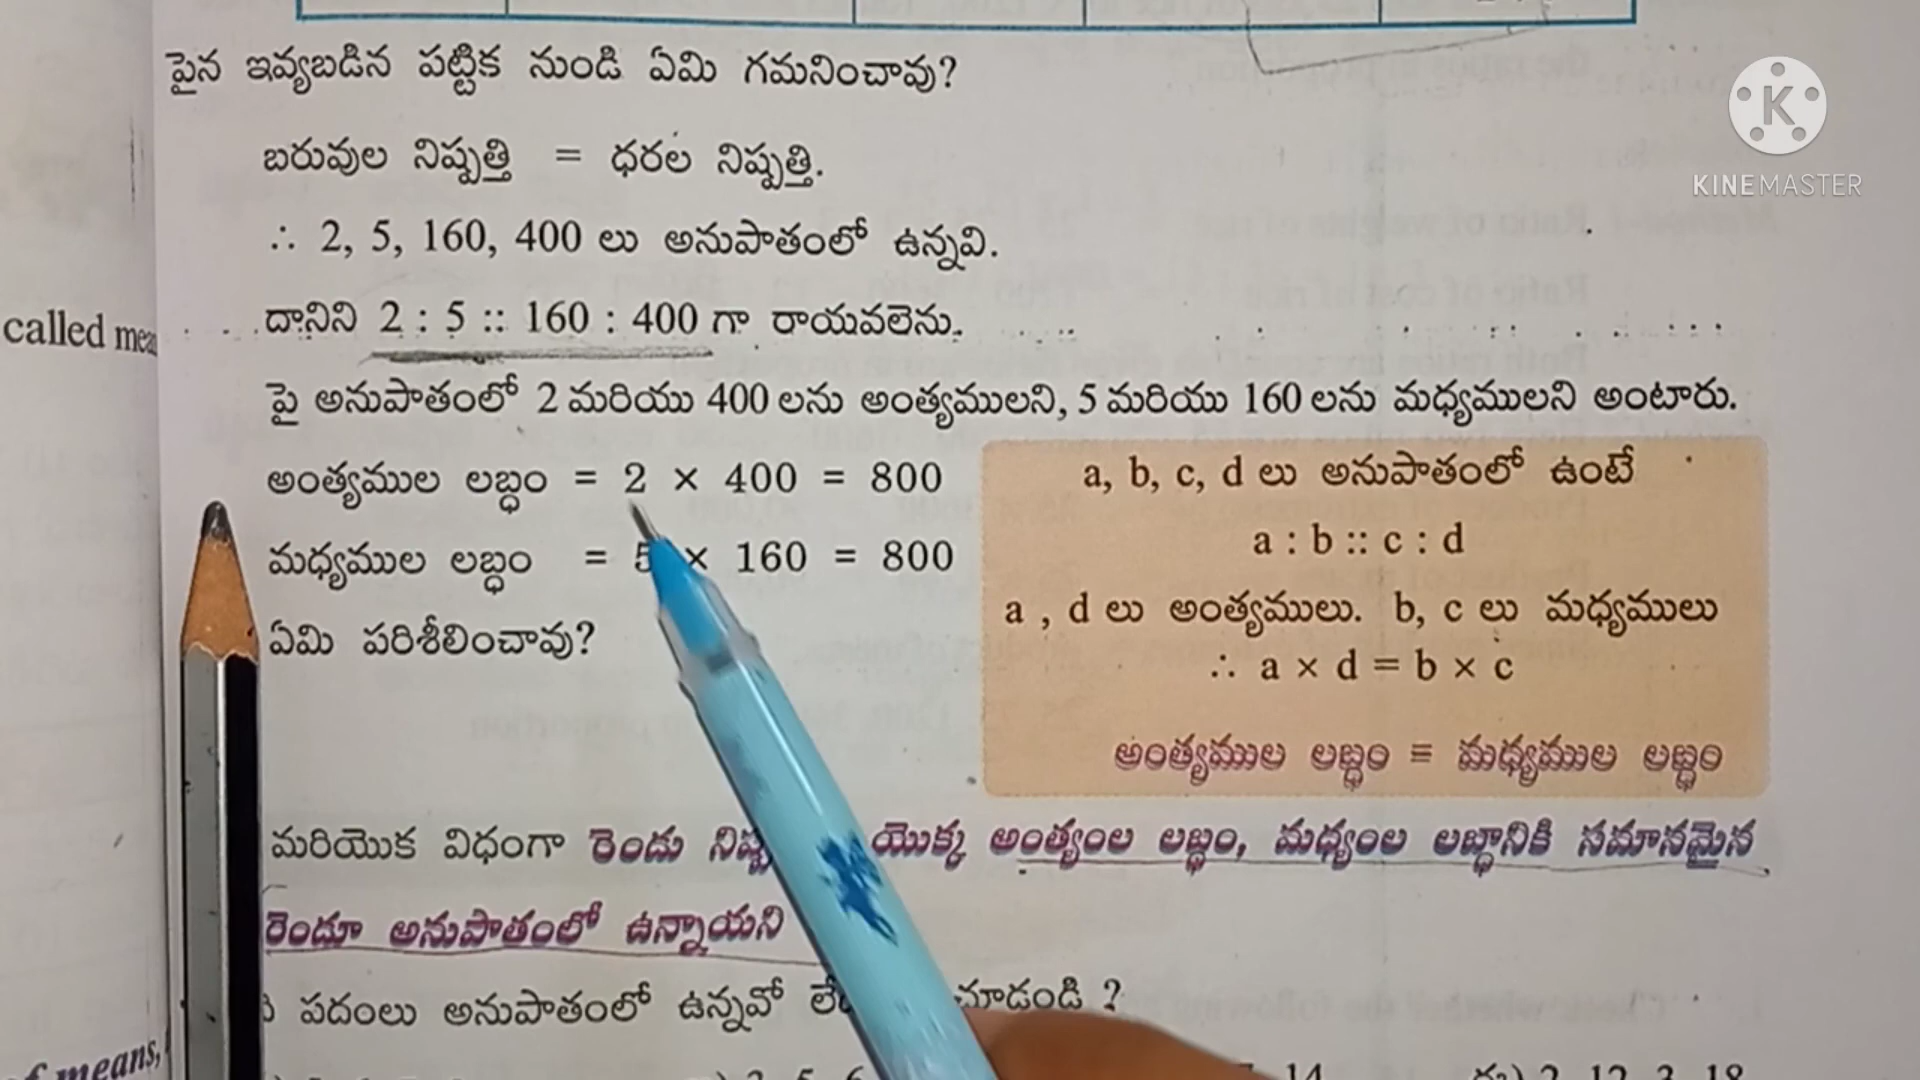 పైన ఇవ్వబడిన పట్టిక నుండి ఏమి గమనించావు?
బరువుల నిష్పత్తి = ధరల నిష్పత్తి.
∴ 2, 5, 160, 400 లు అనుపాతంలో ఉన్నవి.
దానిని 2 : 5 :: 160 : 400 గా రాయవలెను.
called
పై అనుపాతంలో 2 మరియు 400 లను అంత్యములని, 5 మరియు 160 లను మధ్యములని అంటారు.
అంత్యముల లబ్ధం = 2 × 400 = 800
మధ్యముల లబ్ధం = 5 × 160 = 800
ఏమి పరిశీలించావు?
a, b, c, d లు అనుపాతంలో ఉంటే
a : b :: c : d
a , d లు అంత్యములు. b, c లు మధ్యములు
∴ a × d = b × c
అంత్యముల లబ్ధం = మధ్యముల లబ్ధం
మరియొక విధంగా రెండు యొక్క అంత్యంల లబ్ధం, మధ్యంల లబ్ధానికి సమానమైన
రెండూ అనుపాతంలో ఉన్నాయని
పదంలు అనుపాతంలో ఉన్నవో చూడండి ?
means,
K
KINEMASTER